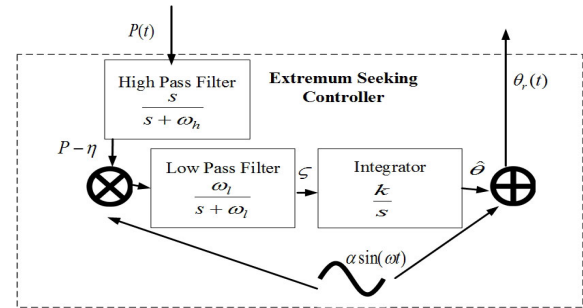 P(t)
High Pass Filter
s
s + ω_h
Extremum Seeking
Controller
θ_r(t)
P − η
Low Pass Filter
ω_l
s + ω_l
ς
Integrator
k
s
θ̂
α sin(ωt)